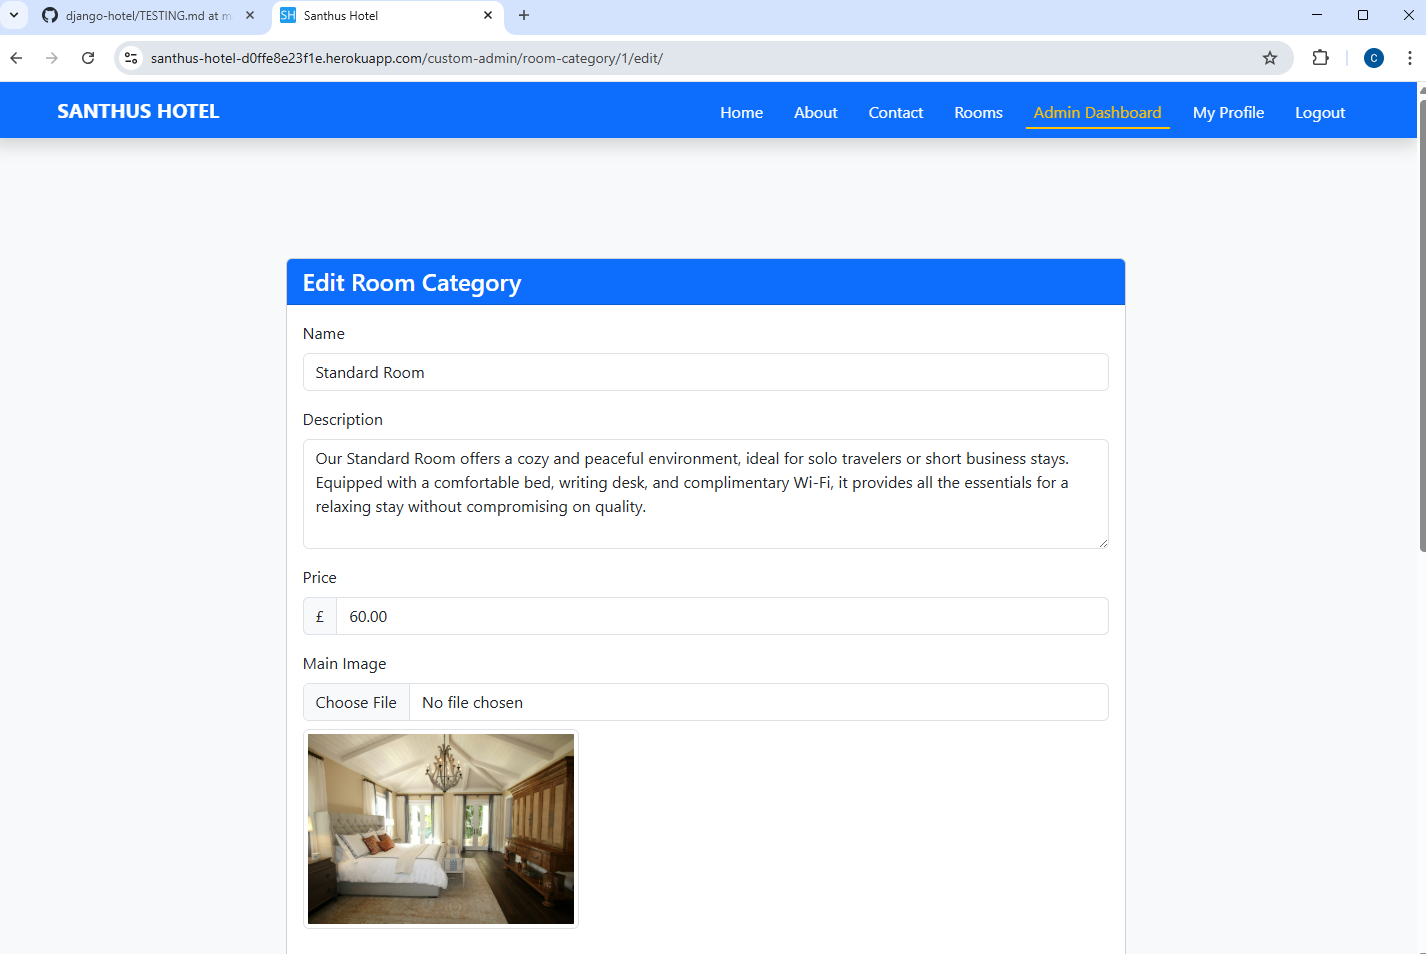 django-hotel/TESTING.md at m
SH Santhus Hotel
santhus-hotel-d0ffe8e23f1e.herokuapp.com/custom-admin/room-category/1/edit/
C
SANTHUS HOTEL
Home About Contact Rooms Admin Dashboard My Profile Logout
Edit Room Category
Name
Standard Room
Description
Our Standard Room offers a cozy and peaceful environment, ideal for solo travelers or short business stays.
Equipped with a comfortable bed, writing desk, and complimentary Wi-Fi, it provides all the essentials for a
relaxing stay without compromising on quality.
Price
£ 60.00
Main Image
Choose File No file chosen